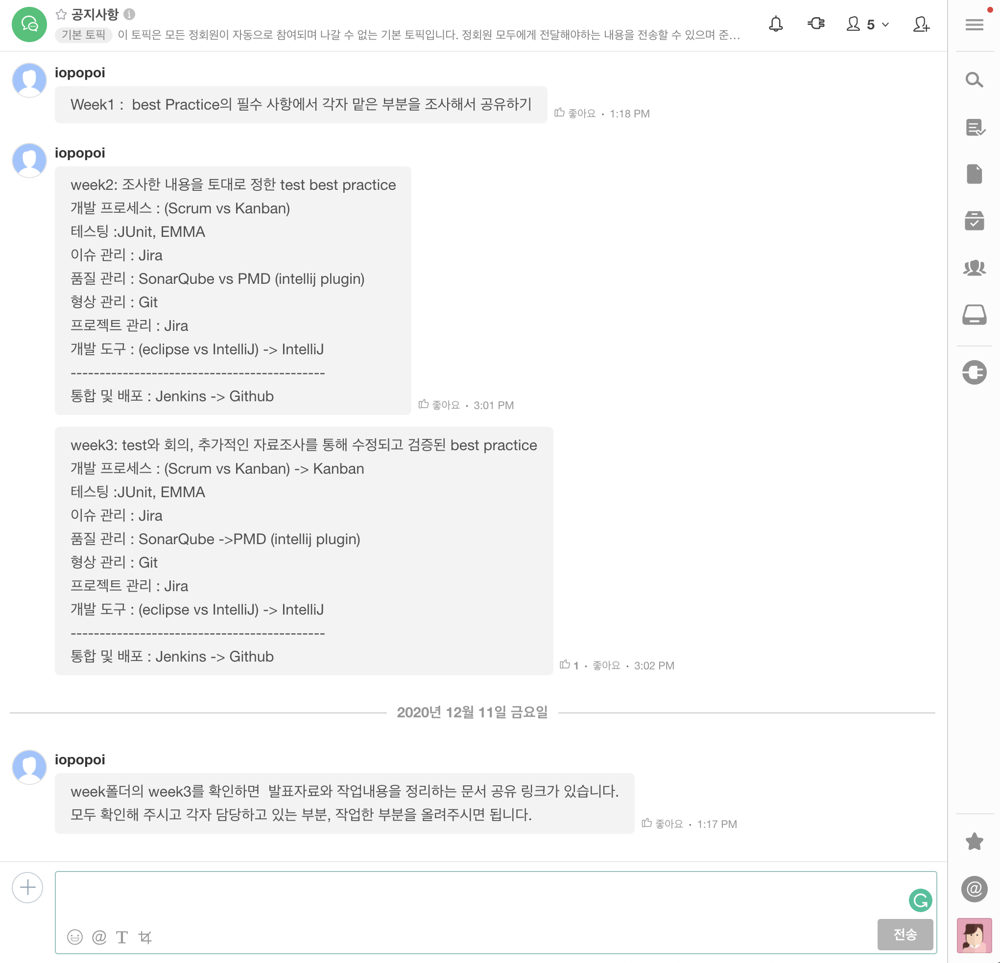 공지사항
기본 토픽 이 토픽은 모든 정회원이 자동으로 참여되며 나갈 수 없는 기본 토픽입니다. 정회원 모두에게 전달해야하는 내용을 전송할 수 있으며 준...
5
iopopoi
Week1 :  best Practice의 필수 사항에서 각자 맡은 부분을 조사해서 공유하기
좋아요 · 1:18 PM
iopopoi
week2: 조사한 내용을 토대로 정한 test best practice
개발 프로세스 : (Scrum vs Kanban)
테스팅 :JUnit, EMMA
이슈 관리 : Jira
품질 관리 : SonarQube vs PMD (intellij plugin)
형상 관리 : Git
프로젝트 관리 : Jira
개발 도구 : (eclipse vs IntelliJ) -> IntelliJ
--------------------------------------------
통합 및 배포 : Jenkins -> Github
좋아요 · 3:01 PM
week3: test와 회의, 추가적인 자료조사를 통해 수정되고 검증된 best practice
개발 프로세스 : (Scrum vs Kanban) -> Kanban
테스팅 :JUnit, EMMA
이슈 관리 : Jira
품질 관리 : SonarQube ->PMD (intellij plugin)
형상 관리 : Git
프로젝트 관리 : Jira
개발 도구 : (eclipse vs IntelliJ) -> IntelliJ
--------------------------------------------
통합 및 배포 : Jenkins -> Github
1 · 좋아요 · 3:02 PM
2020년 12월 11일 금요일
iopopoi
week폴더의 week3를 확인하면  발표자료와 작업내용을 정리하는 문서 공유 링크가 있습니다.
모두 확인해 주시고 각자 담당하고 있는 부분, 작업한 부분을 올려주시면 됩니다.
좋아요 · 1:17 PM
전송